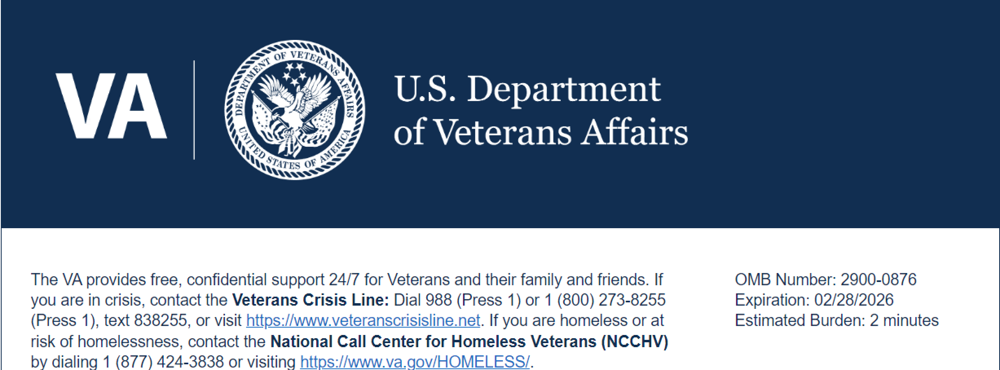 VA
DEPARTMENT OF VETERANS AFFAIRS
UNITED STATES OF AMERICA
U.S. Department
of Veterans Affairs
The VA provides free, confidential support 24/7 for Veterans and their family and friends. If
you are in crisis, contact the Veterans Crisis Line: Dial 988 (Press 1) or 1 (800) 273-8255
(Press 1), text 838255, or visit https://www.veteranscrisisline.net. If you are homeless or at
risk of homelessness, contact the National Call Center for Homeless Veterans (NCCHV)
by dialing 1 (877) 424-3838 or visiting https://www.va.gov/HOMELESS/.
OMB Number: 2900-0876
Expiration: 02/28/2026
Estimated Burden: 2 minutes